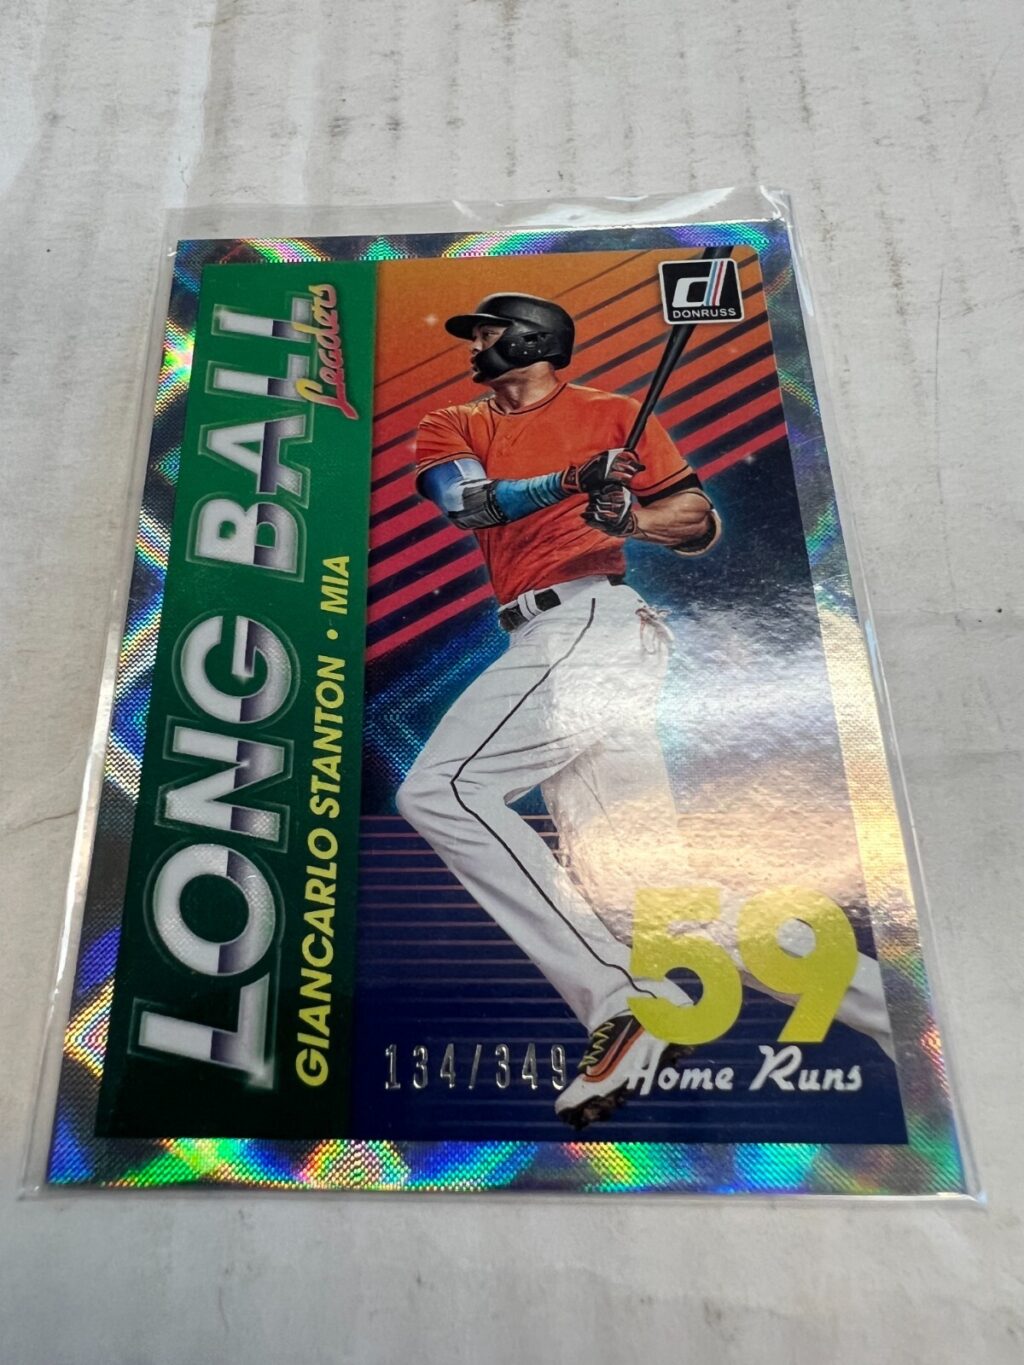 LONG BALL
Leaders
GIANCARLO STANTON • MIA
d
DONRUSS
59
Home Runs
134/349